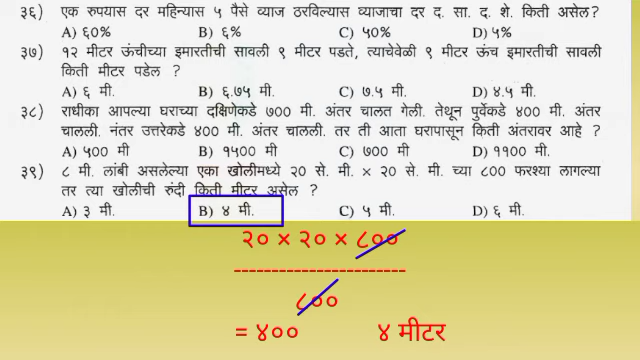 ३६) एक रुपयास दर महिन्यास ५ पैसे व्याज ठरविल्यास व्याजाचा दर द. सा. द. शे. किती असेल?
A) ६०% B) ६% C) ५०% D) ५%
३७) १२ मीटर ऊंचीच्या इमारतीची सावली ९ मीटर पडते, त्याचेवेळी ९ मीटर ऊंच इमारतीची सावली
किती मीटर पडेल ?
A) ६ मी. B) ६.७५ मी. C) ७.५ मी. D) ४.५ मी.
३८) राधीका आपल्या घराच्या दक्षिणेकडे ७०० मी. अंतर चालत गेली. तेथून पुर्वेकडे ४०० मी. अंतर
चालली. नंतर उत्तरेकडे ४०० मी. अंतर चालली. तर ती आता घरापासून किती अंतरावर आहे ?
A) ५०० मी B) १५०० मी C) ७०० मी D) ११०० मी.
३९) ८ मी. लांबी असलेल्या एका खोलीमध्ये २० से. मी. × २० से. मी. च्या ८०० फरश्या लागल्या
तर त्या खोलीची रुंदी किती मीटर असेल ?
A) ३ मी. B) ४ मी. C) ५ मी. D) ६ मी.
२० × २० × ८००
-----------------------
८००
= ४०० ४ मीटर